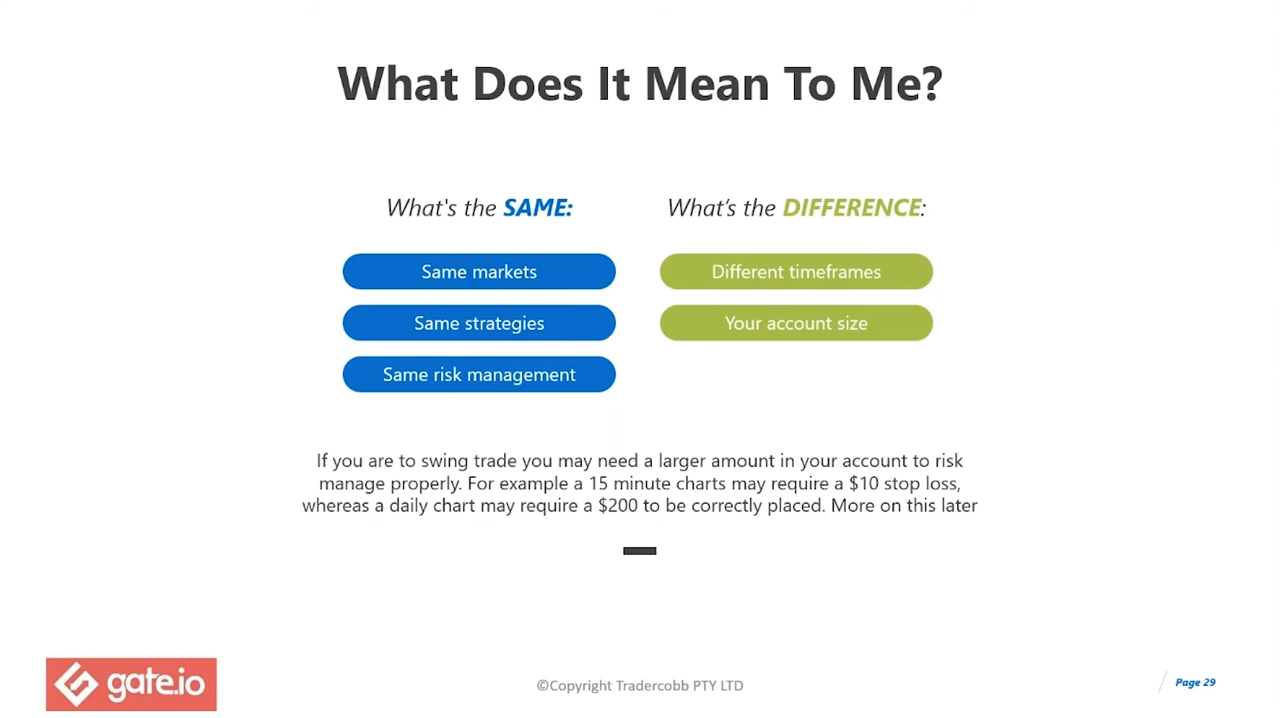 What Does It Mean To Me?
What's the SAME:
Same markets
Same strategies
Same risk management
What’s the DIFFERENCE:
Different timeframes
Your account size
If you are to swing trade you may need a larger amount in your account to risk
manage properly. For example a 15 minute charts may require a $10 stop loss,
whereas a daily chart may require a $200 to be correctly placed. More on this later
gate.io
©Copyright Tradercobb PTY LTD
Page 29